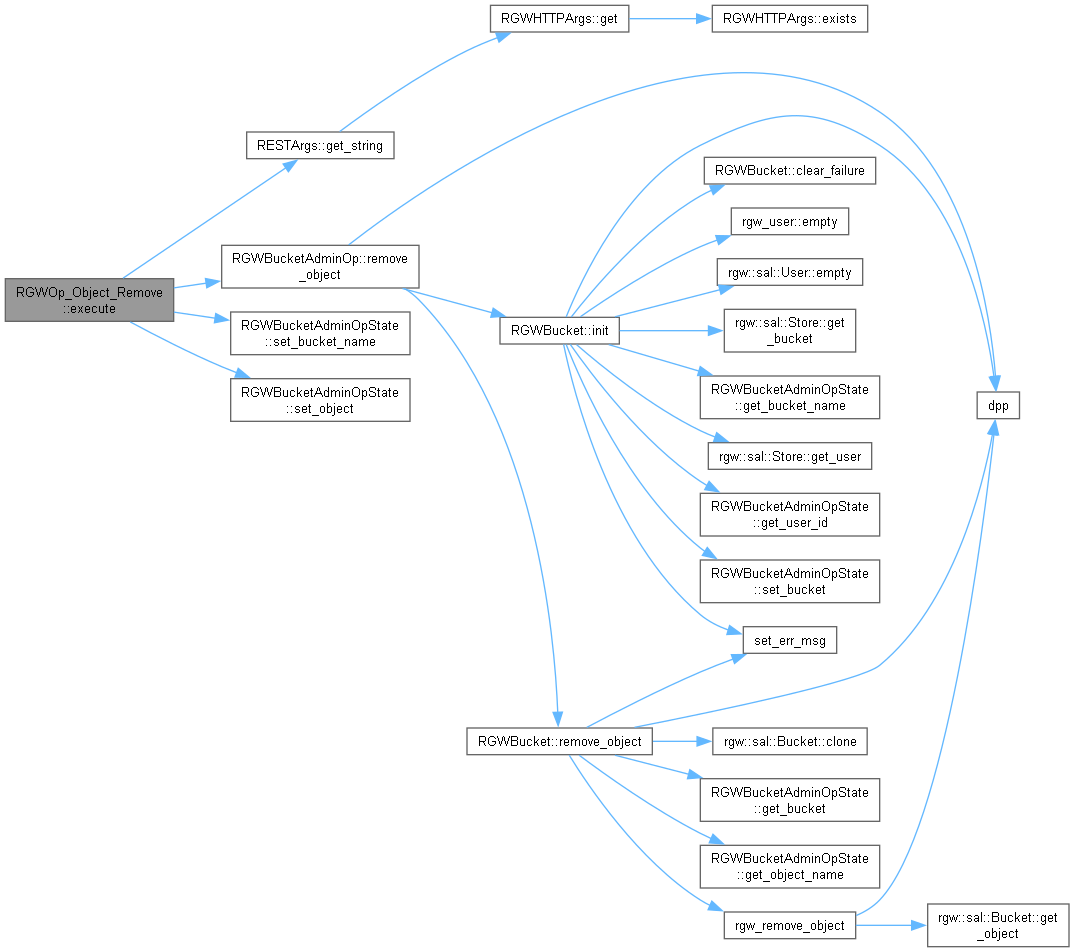 RGWHTTPArgs::get
RGWHTTPArgs::exists
RESTArgs::get_string
RGWBucket::clear_failure
rgw_user::empty
RGWBucketAdminOp::remove
_object
rgw::sal::User::empty
RGWOp_Object_Remove
::execute
RGWBucketAdminOpState
::set_bucket_name
RGWBucket::init
rgw::sal::Store::get
_bucket
RGWBucketAdminOpState
::set_object
RGWBucketAdminOpState
::get_bucket_name
dpp
rgw::sal::Store::get_user
RGWBucketAdminOpState
::get_user_id
RGWBucketAdminOpState
::set_bucket
set_err_msg
RGWBucket::remove_object
rgw::sal::Bucket::clone
RGWBucketAdminOpState
::get_bucket
RGWBucketAdminOpState
::get_object_name
rgw_remove_object
rgw::sal::Bucket::get
_object